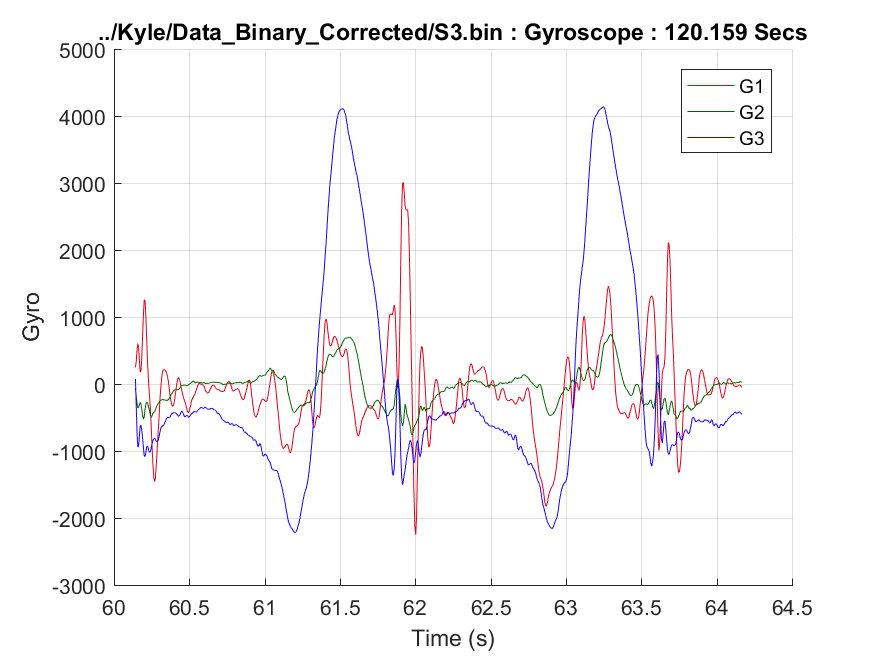 ../Kyle/Data_Binary_Corrected/S3.bin : Gyroscope : 120.159 Secs
5000
4000
3000
2000
1000
0
-1000
-2000
-3000
Gyro
G1
G2
G3
60 60.5 61 61.5 62 62.5 63 63.5 64 64.5
Time (s)